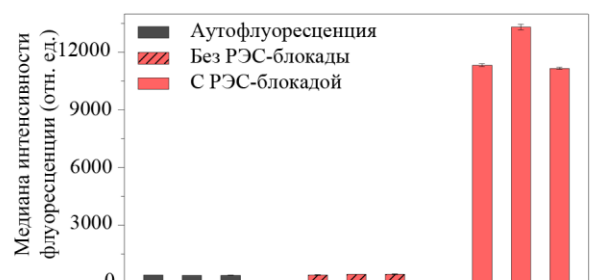 Медиана интенсивности
флуоресценции (отн. ед.)
12000
9000
6000
3000
0
Аутофлуоресценция
Без РЭС-блокады
С РЭС-блокадой